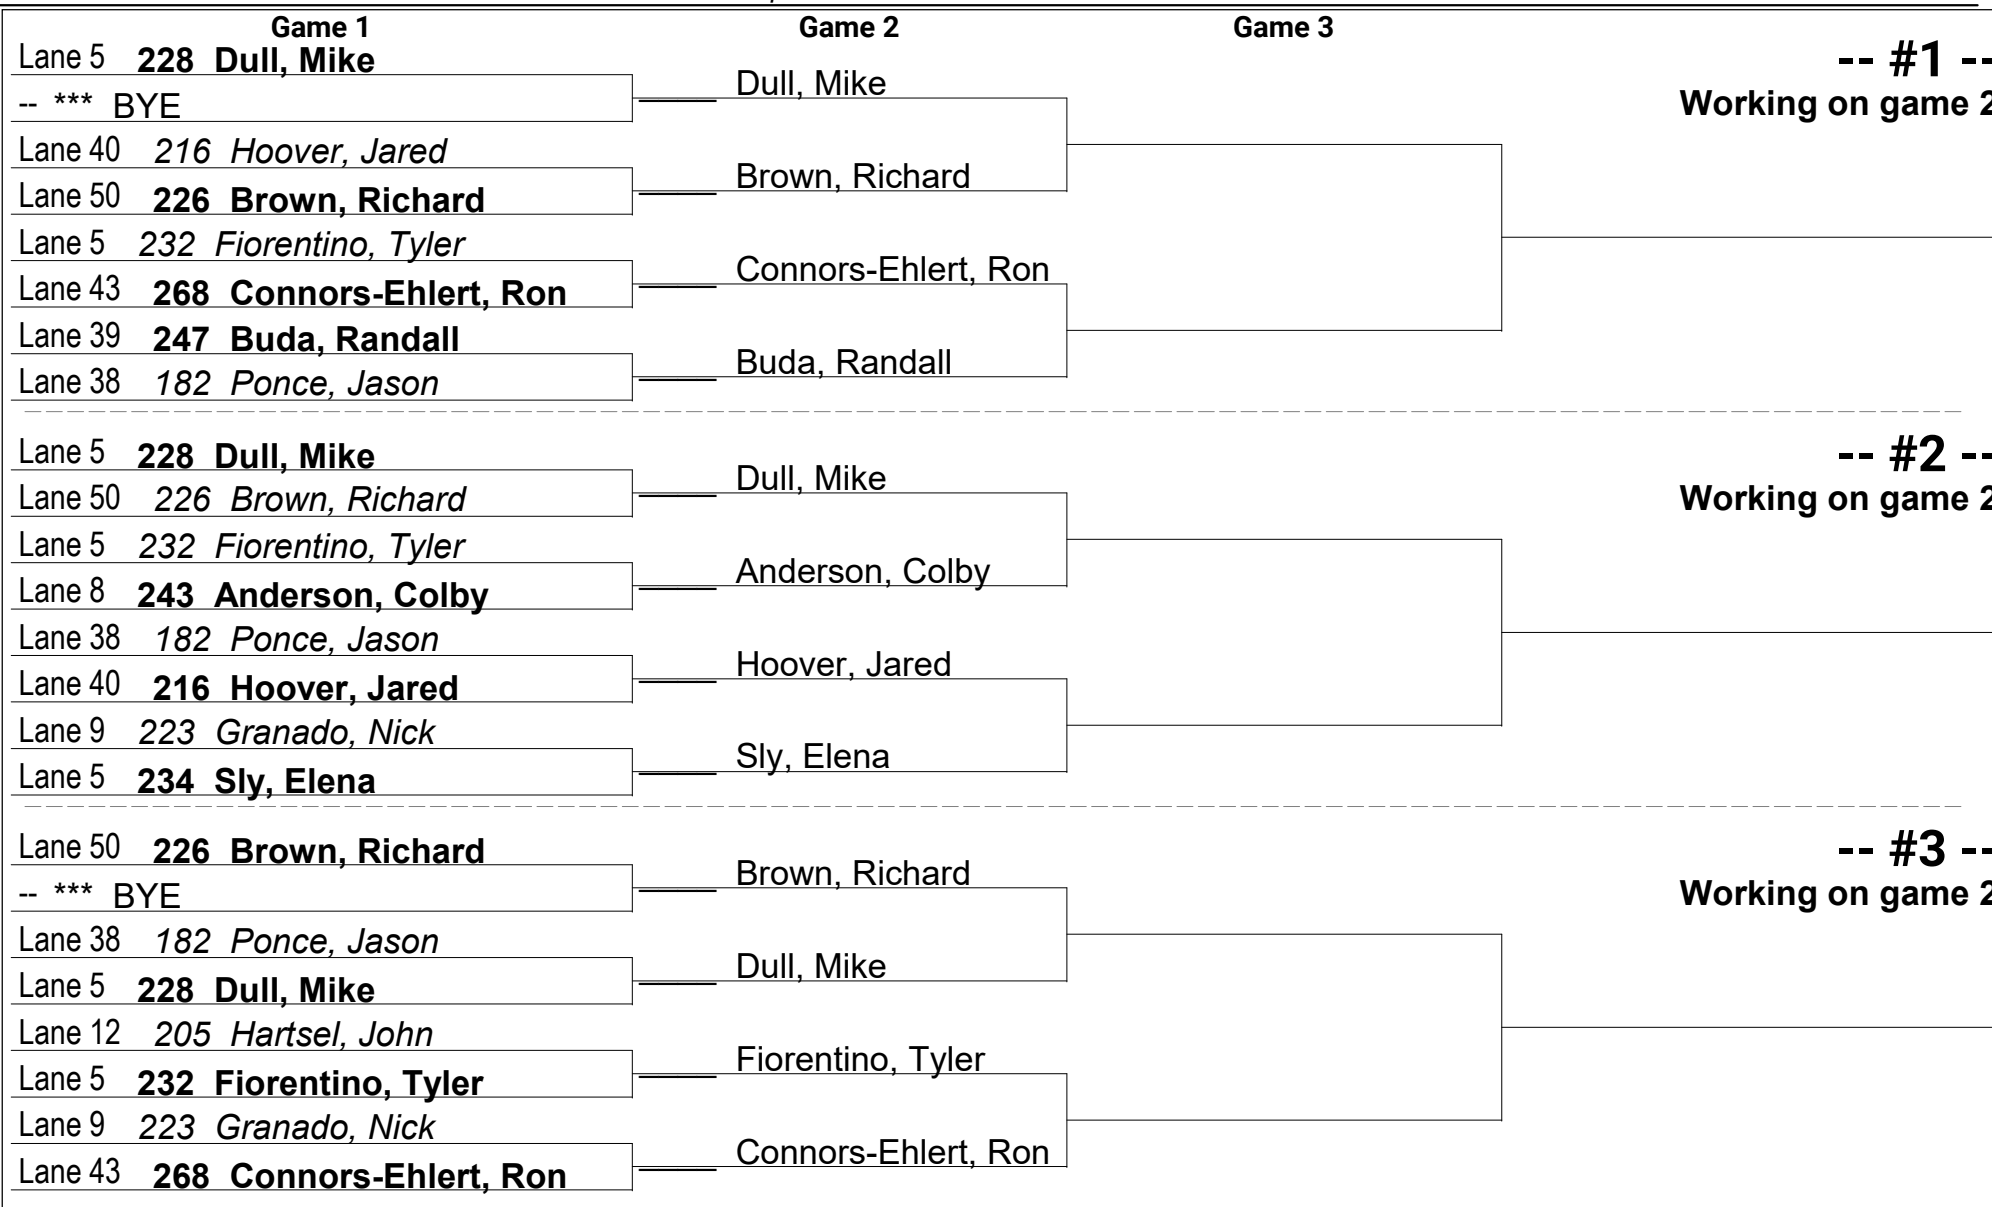 Game 1 Game 2 Game 3
Lane 5 228 Dull, Mike
-- *** BYE
Lane 40 216 Hoover, Jared
Lane 50 226 Brown, Richard
Lane 5 232 Fiorentino, Tyler
Lane 43 268 Connors-Ehlert, Ron
Lane 39 247 Buda, Randall
Lane 38 182 Ponce, Jason
Dull, Mike
Brown, Richard
Connors-Ehlert, Ron
Buda, Randall
-- #1 --
Working on game 2
Lane 5 228 Dull, Mike
Lane 50 226 Brown, Richard
Lane 5 232 Fiorentino, Tyler
Lane 8 243 Anderson, Colby
Lane 38 182 Ponce, Jason
Lane 40 216 Hoover, Jared
Lane 9 223 Granado, Nick
Lane 5 234 Sly, Elena
Dull, Mike
Anderson, Colby
Hoover, Jared
Sly, Elena
-- #2 --
Working on game 2
Lane 50 226 Brown, Richard
-- *** BYE
Lane 38 182 Ponce, Jason
Lane 5 228 Dull, Mike
Lane 12 205 Hartsel, John
Lane 5 232 Fiorentino, Tyler
Lane 9 223 Granado, Nick
Lane 43 268 Connors-Ehlert, Ron
Brown, Richard
Dull, Mike
Fiorentino, Tyler
Connors-Ehlert, Ron
-- #3 --
Working on game 2